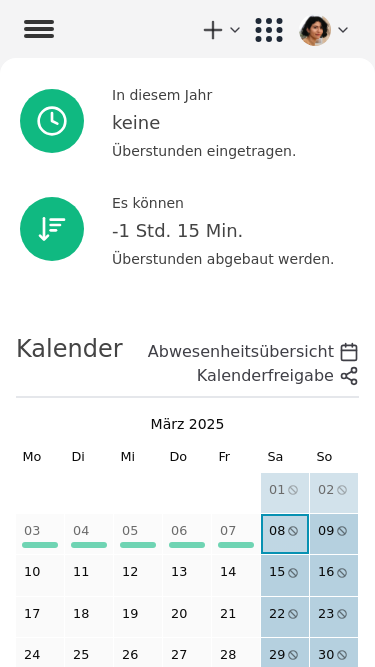 In diesem Jahr
keine
Überstunden eingetragen.
Es können
-1 Std. 15 Min.
Überstunden abgebaut werden.
Kalender
Abwesenheitsübersicht
Kalenderfreigabe
März 2025
Mo Di Mi Do Fr Sa So
01 02
03 04 05 06 07 08 09
10 11 12 13 14 15 16
17 18 19 20 21 22 23
24 25 26 27 28 29 30